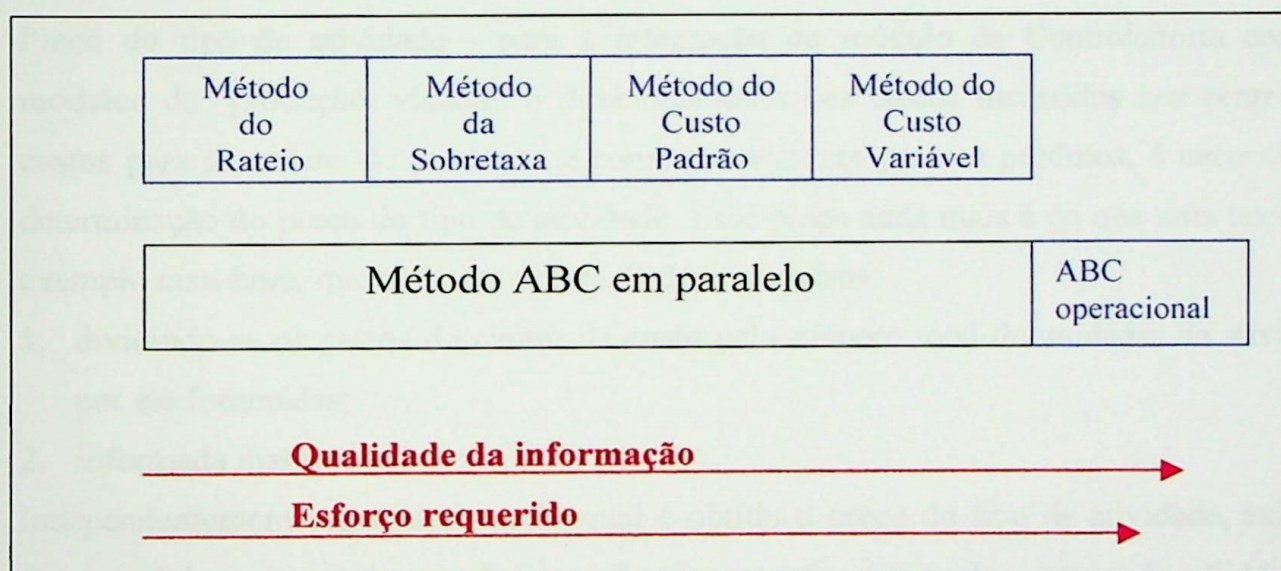 Método do Rateio
Método da Sobretaxa
Método do Custo Padrão
Método do Custo Variável
Método ABC em paralelo
ABC operacional
Qualidade da informação
Esforço requerido